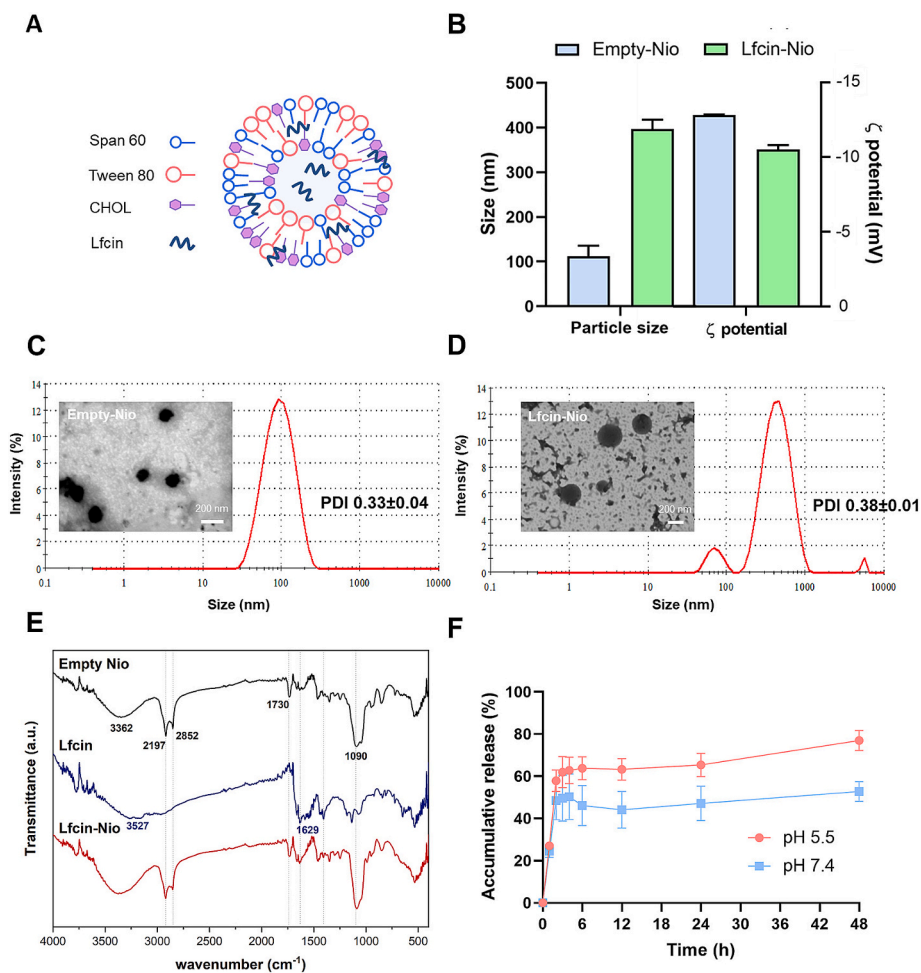 A
Span 60
Tween 80
CHOL
Lfcin
B
Empty-Nio
Lfcin-Nio
500
400
300
200
100
0
Size (nm)
-15
-10
-5
0
ζ potential (mV)
Particle size
ζ potential
C
14
12
10
8
6
4
2
0
Intensity (%)
Empty-Nio
200 nm
PDI 0.33±0.04
0.1 1 10 100 1000 10000
Size (nm)
D
14
12
10
8
6
4
2
0
Intensity (%)
Lfcin-Nio
200 nm
PDI 0.38±0.01
0.1 1 10 100 1000 10000
Size (nm)
E
Transmittance (a.u.)
Empty Nio
3362
2197
2852
1730
1090
Lfcin
3527
1629
Lfcin-Nio
4000 3500 3000 2500 2000 1500 1000 500
wavenumber (cm-1)
F
Accumulative release (%)
100
80
60
40
20
0
pH 5.5
pH 7.4
0 6 12 18 24 30 36 42 48
Time (h)